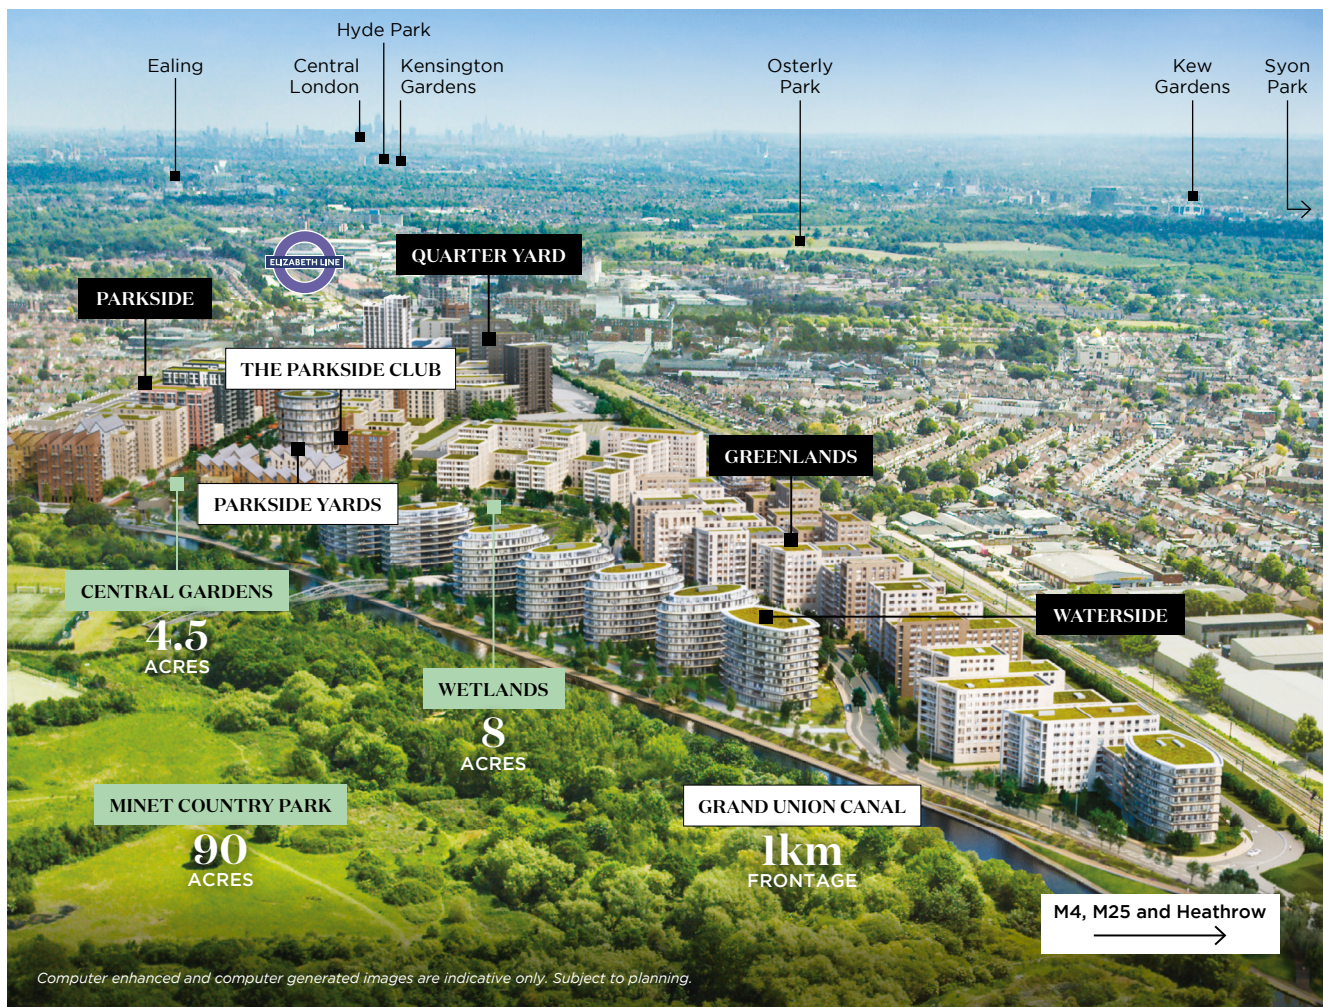 Hyde Park
Ealing
Central
London
Kensington
Gardens
Osterly
Park
Kew
Gardens
Syon
Park
ELIZABETH LINE
QUARTER YARD
PARKSIDE
THE PARKSIDE CLUB
GREENLANDS
PARKSIDE YARDS
CENTRAL GARDENS
4.5
ACRES
WATERSIDE
WETLANDS
8
ACRES
MINET COUNTRY PARK
90
ACRES
GRAND UNION CANAL
1km
FRONTAGE
M4, M25 and Heathrow
Computer enhanced and computer generated images are indicative only. Subject to planning.